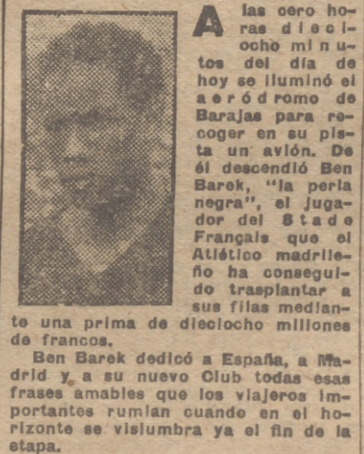 A las cero ho-
ras dieci-
ocho minu-
tos del día de
hoy se iluminó el
aeródromo de
Barajas para re-
coger en su pis-
ta un avión. De
él descendió Ben
Barek, "la perla
negra", el juga-
dor del Stade
Français que el
Atlético madrile-
ño ha consegui-
do trasplantar a
sus filas median-
te una prima de dieciocho millones
de francos.
Ben Barek dedicó a España, a Ma-
drid y a su nuevo Club todas esas
frases amables que los viajeros im-
portantes rumian cuando en el ho-
rizonte se vislumbra ya el fin de la
etapa.